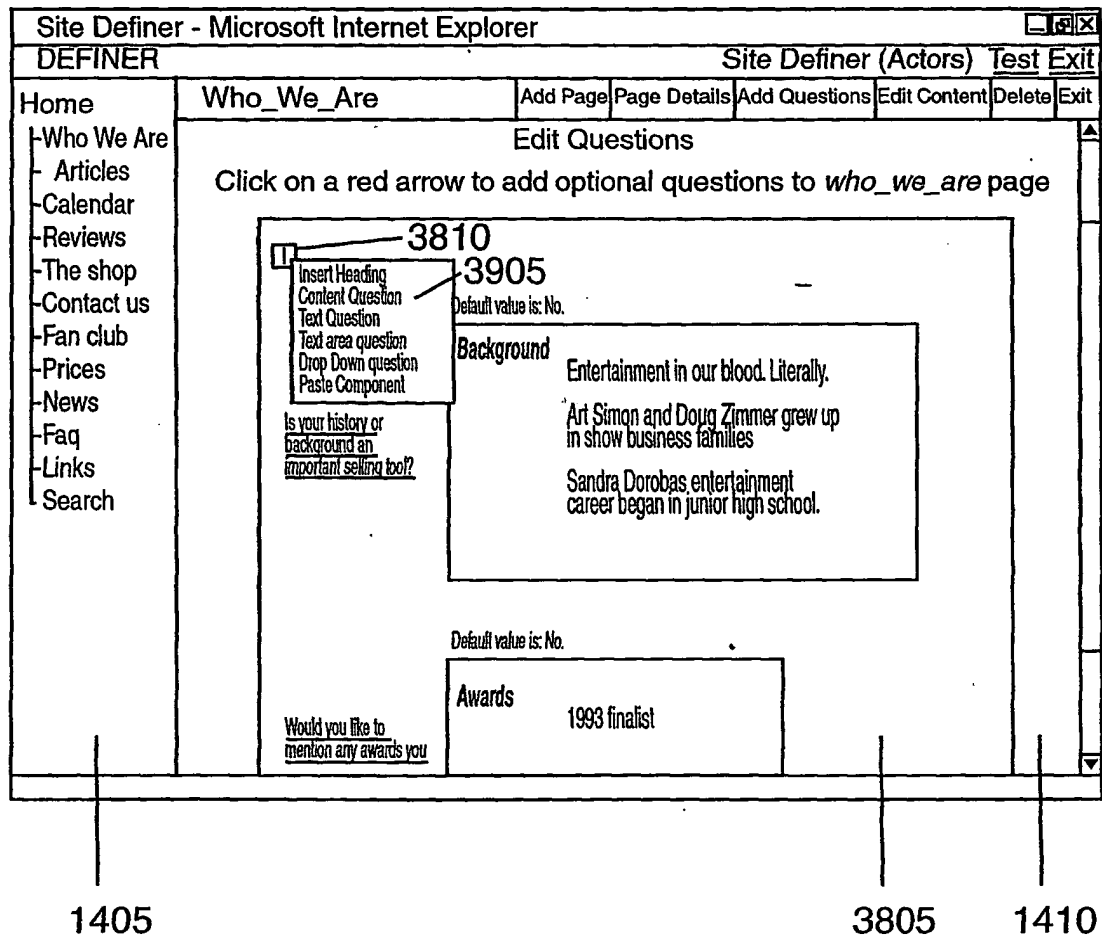 Site Definer - Microsoft Internet Explorer
DEFINER
Site Definer (Actors) Test Exit
Home
Who We Are
Articles
Calendar
Reviews
The shop
Contact us
Fan club
Prices
News
Faq
Links
Search
Who_We_Are
Add Page
Page Details
Add Questions
Edit Content
Delete
Exit
Edit Questions
Click on a red arrow to add optional questions to who_we_are page
3810
3905
Insert Heading
Content Question
Text Question
Text area question
Drop Down question
Paste Component
Default value is: No.
Is your history or
background an
important selling tool?
Background
Entertainment in our blood. Literally.
Art Simon and Doug Zimmer grew up
in show business families
Sandra Dorobas entertainment
career began in junior high school.
Default value is: No.
Would you like to
mention any awards you
Awards
1993 finalist
1405
3805
1410